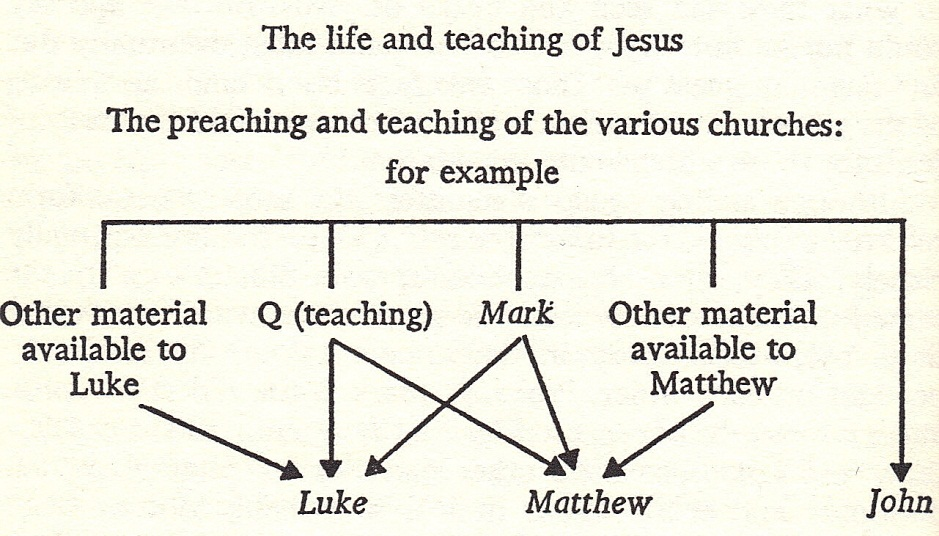 The life and teaching of Jesus
The preaching and teaching of the various churches:
for example
Other material
available to
Luke
Q (teaching)
Mark
Other material
available to
Matthew
Luke
Matthew
John